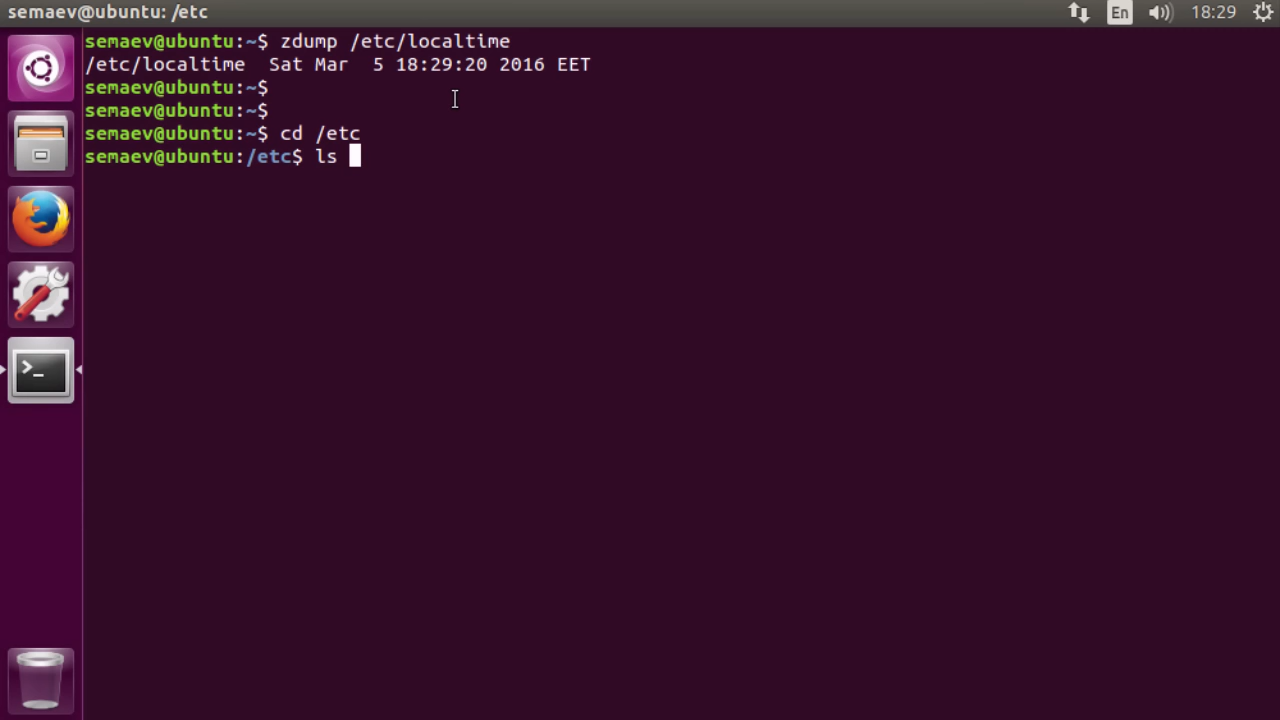 semaev@ubuntu: /etc
En
18:29
semaev@ubuntu:~$ zdump /etc/localtime
/etc/localtime  Sat Mar  5 18:29:20 2016 EET
semaev@ubuntu:~$
semaev@ubuntu:~$
semaev@ubuntu:~$ cd /etc
semaev@ubuntu:/etc$ ls
>_